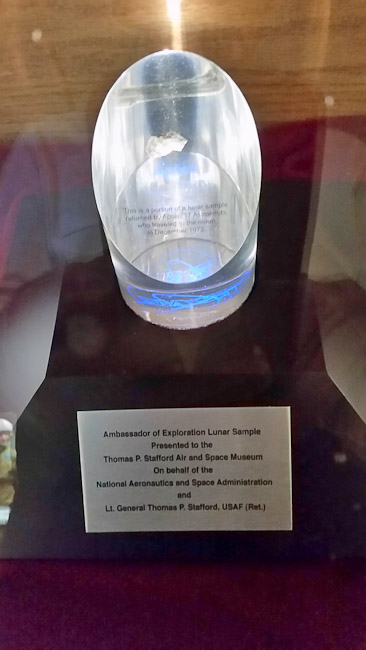 This is a portion of a lunar sample
returned by Apollo 17 Astronauts
who traveled to the moon
in December, 1972.
Ambassador of Exploration Lunar Sample
Presented to the
Thomas P. Stafford Air and Space Museum
On behalf of the
National Aeronautics and Space Administration
and
Lt. General Thomas P. Stafford, USAF (Ret.)